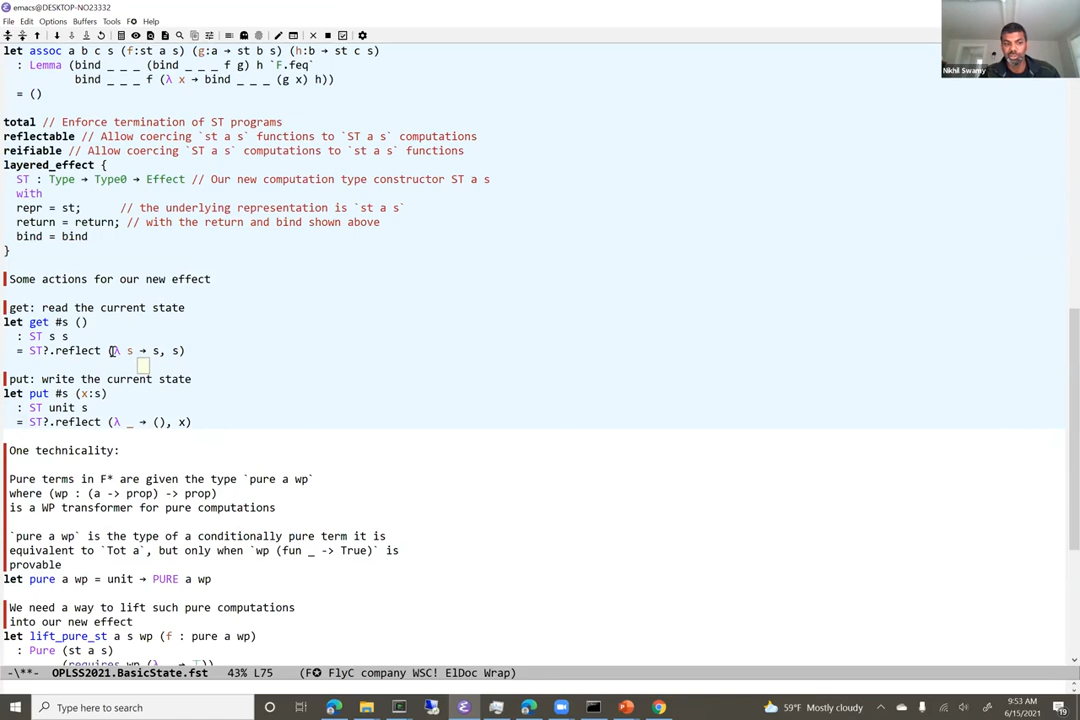 emacs@DESKTOP-NO23332
File Edit Options Buffers Tools F✪ Help
let assoc a b c s (f:st a s) (g:a → st b s) (h:b → st c s)
: Lemma (bind _ _ _ (bind _ _ _ f g) h `F.feq`
bind _ _ _ f (λ x → bind _ _ _ (g x) h))
= ()
total // Enforce termination of ST programs
reflectable // Allow coercing `st a s` functions to `ST a s` computations
reifiable // Allow coercing `ST a s` computations to `st a s` functions
layered_effect {
ST : Type → Type0 → Effect // Our new computation type constructor ST a s
with
repr = st; // the underlying representation is `st a s`
return = return; // with the return and bind shown above
bind = bind
}
Some actions for our new effect
get: read the current state
let get #s ()
: ST s s
= ST?.reflect (λ s → s, s)
put: write the current state
let put #s (x:s)
: ST unit s
= ST?.reflect (λ _ → (), x)
One technicality:
Pure terms in F* are given the type `pure a wp`
where (wp : (a -> prop) -> prop)
is a WP transformer for pure computations
`pure a wp` is the type of a conditionally pure term it is
equivalent to `Tot a`, but only when `wp (fun _ -> True)` is
provable
let pure a wp = unit → PURE a wp
We need a way to lift such pure computations
into our new effect
let lift_pure_st a s wp (f : pure a wp)
: Pure (st a s)
(requires wp (λ _ → ⊤))
-\**- OPLSS2021.BasicState.fst 43% L75 (F✪ FlyC company WSC! ElDoc Wrap)
Nikhil Swamy
Type here to search
59°F Mostly cloudy
9:53 AM
6/15/2021
19